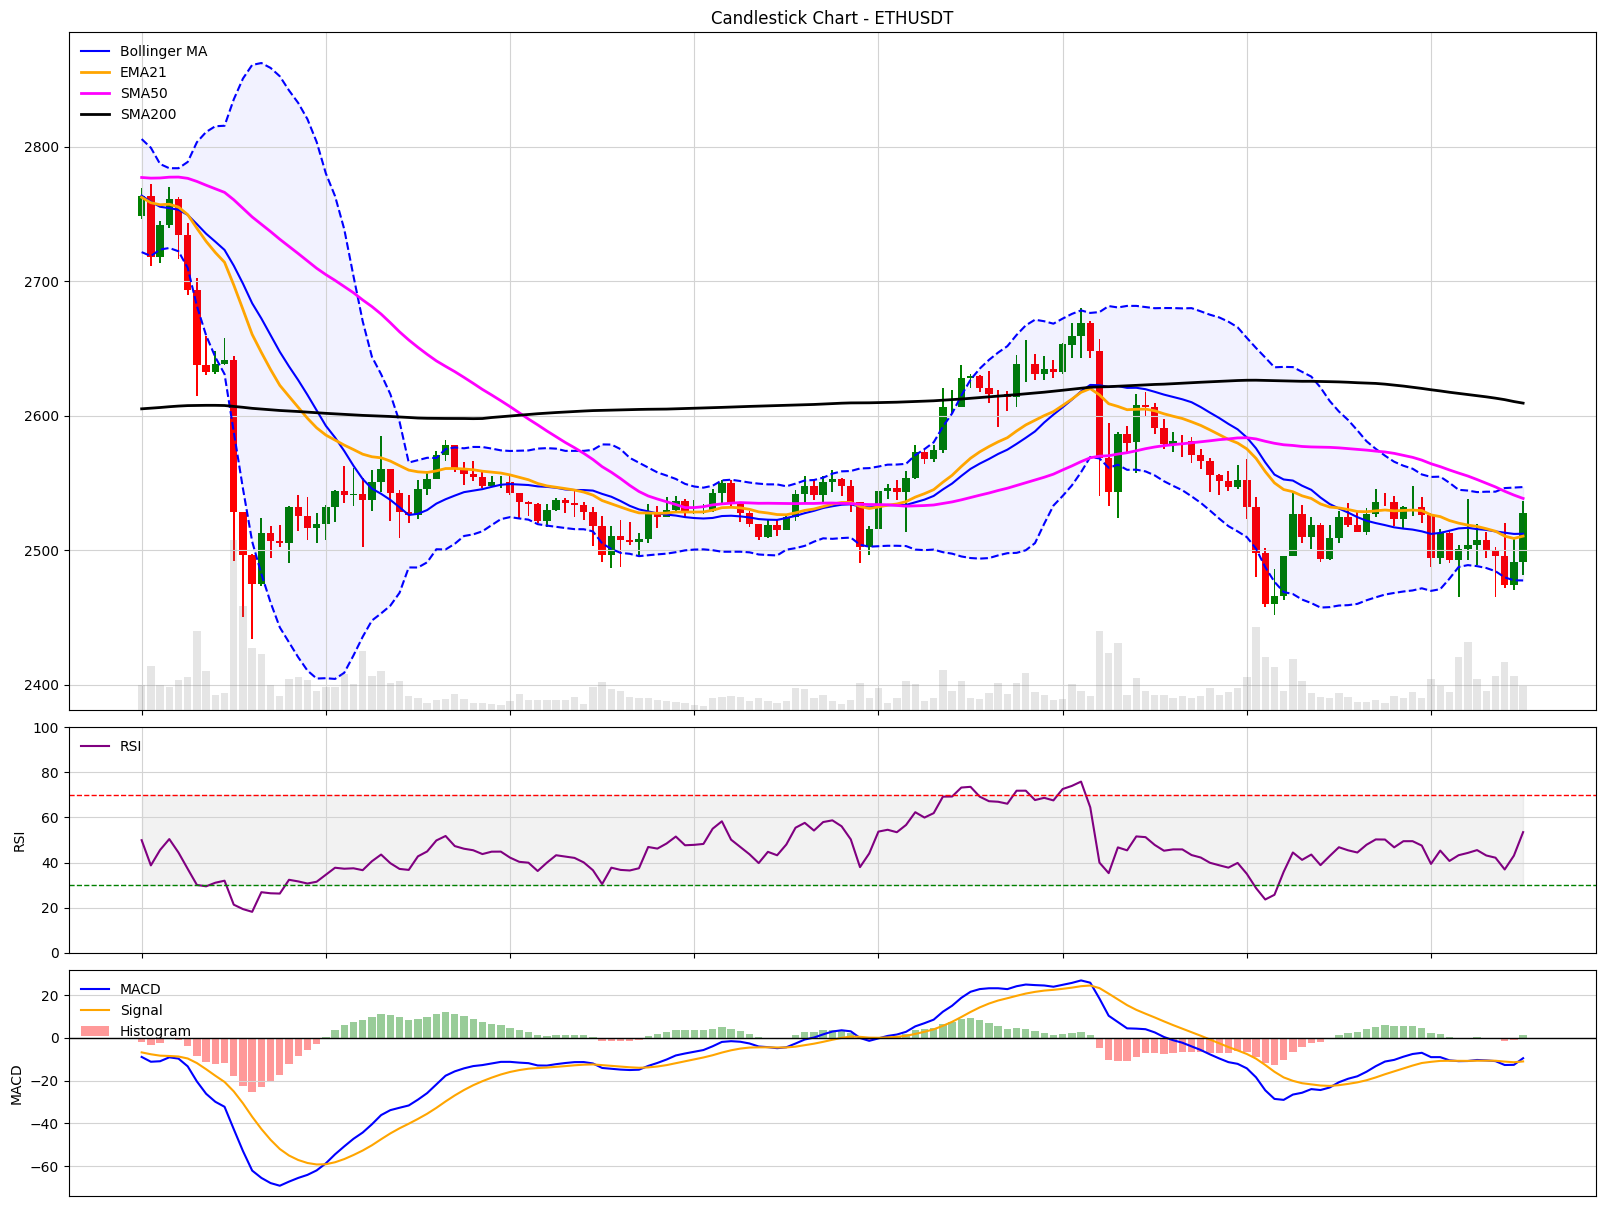 Candlestick Chart - ETHUSDT
Bollinger MA
EMA21
SMA50
SMA200
2800
2700
2600
2500
2400
RSI
100
80
60
40
20
0
RSI
MACD
Signal
Histogram
20
0
−20
−40
−60
MACD